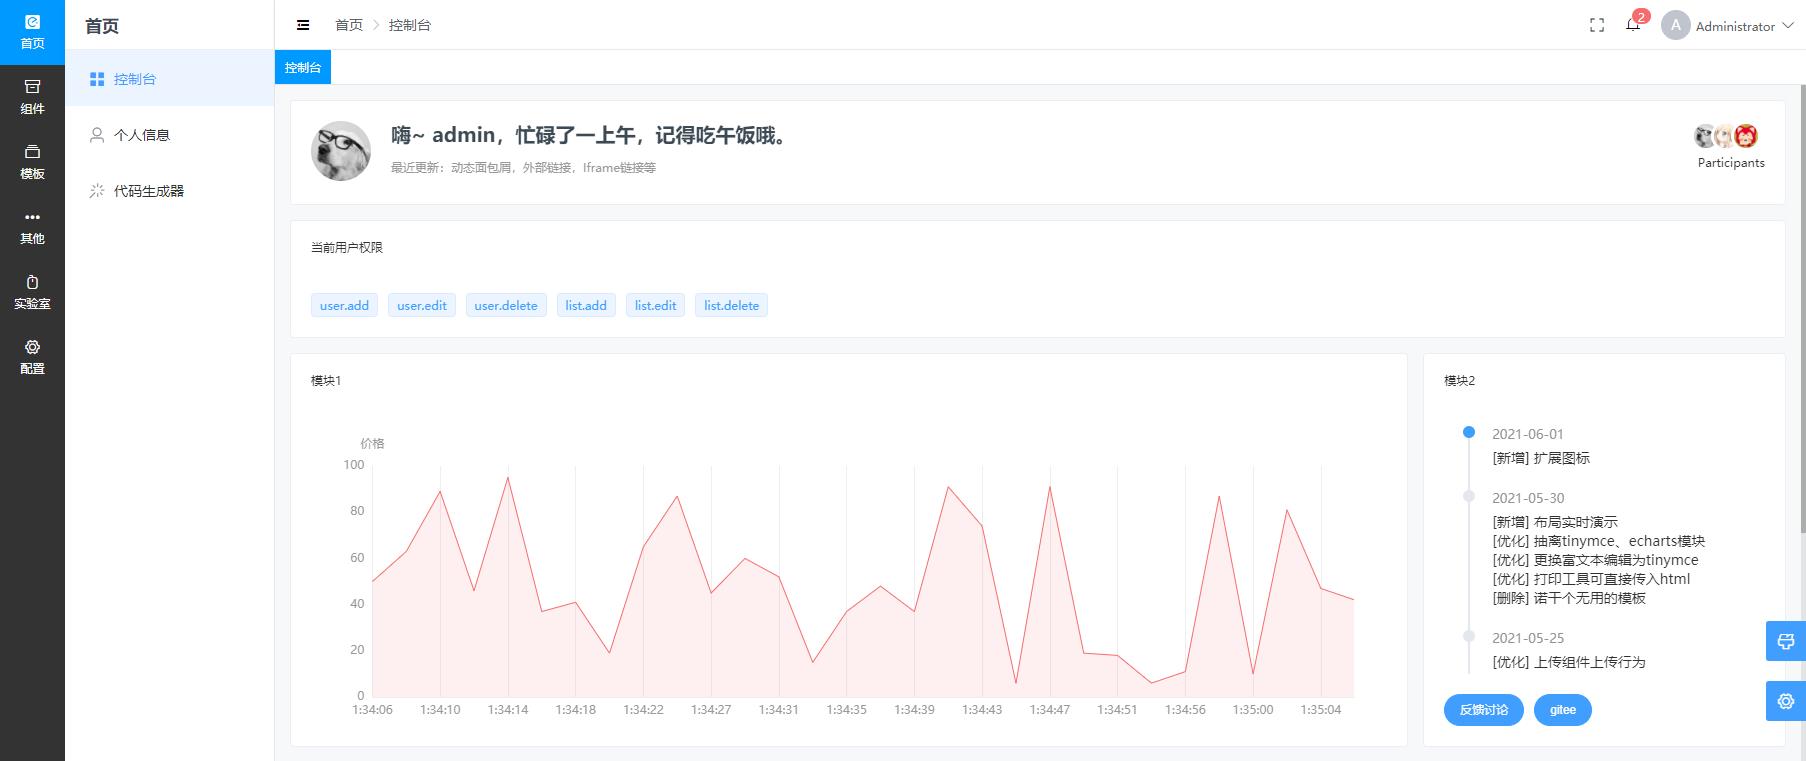 首页
组件
模板
其他
实验室
配置
首页
控制台
个人信息
代码生成器
首页 > 控制台
2
A Administrator
控制台
嗨~ admin，忙碌了一上午，记得吃午饭哦。
最近更新：动态面包屑，外部链接，Iframe链接等
Participants
当前用户权限
user.add user.edit user.delete list.add list.edit list.delete
模块1
价格
100
80
60
40
20
0
1:34:06 1:34:10 1:34:14 1:34:18 1:34:22 1:34:27 1:34:31 1:34:35 1:34:39 1:34:43 1:34:47 1:34:51 1:34:56 1:35:00 1:35:04
模块2
2021-06-01
[新增] 扩展图标
2021-05-30
[新增] 布局实时演示
[优化] 抽离tinymce、echarts模块
[优化] 更换富文本编辑为tinymce
[优化] 打印工具可直接传入html
[删除] 诺干个无用的模板
2021-05-25
[优化] 上传组件上传行为
反馈讨论 gitee